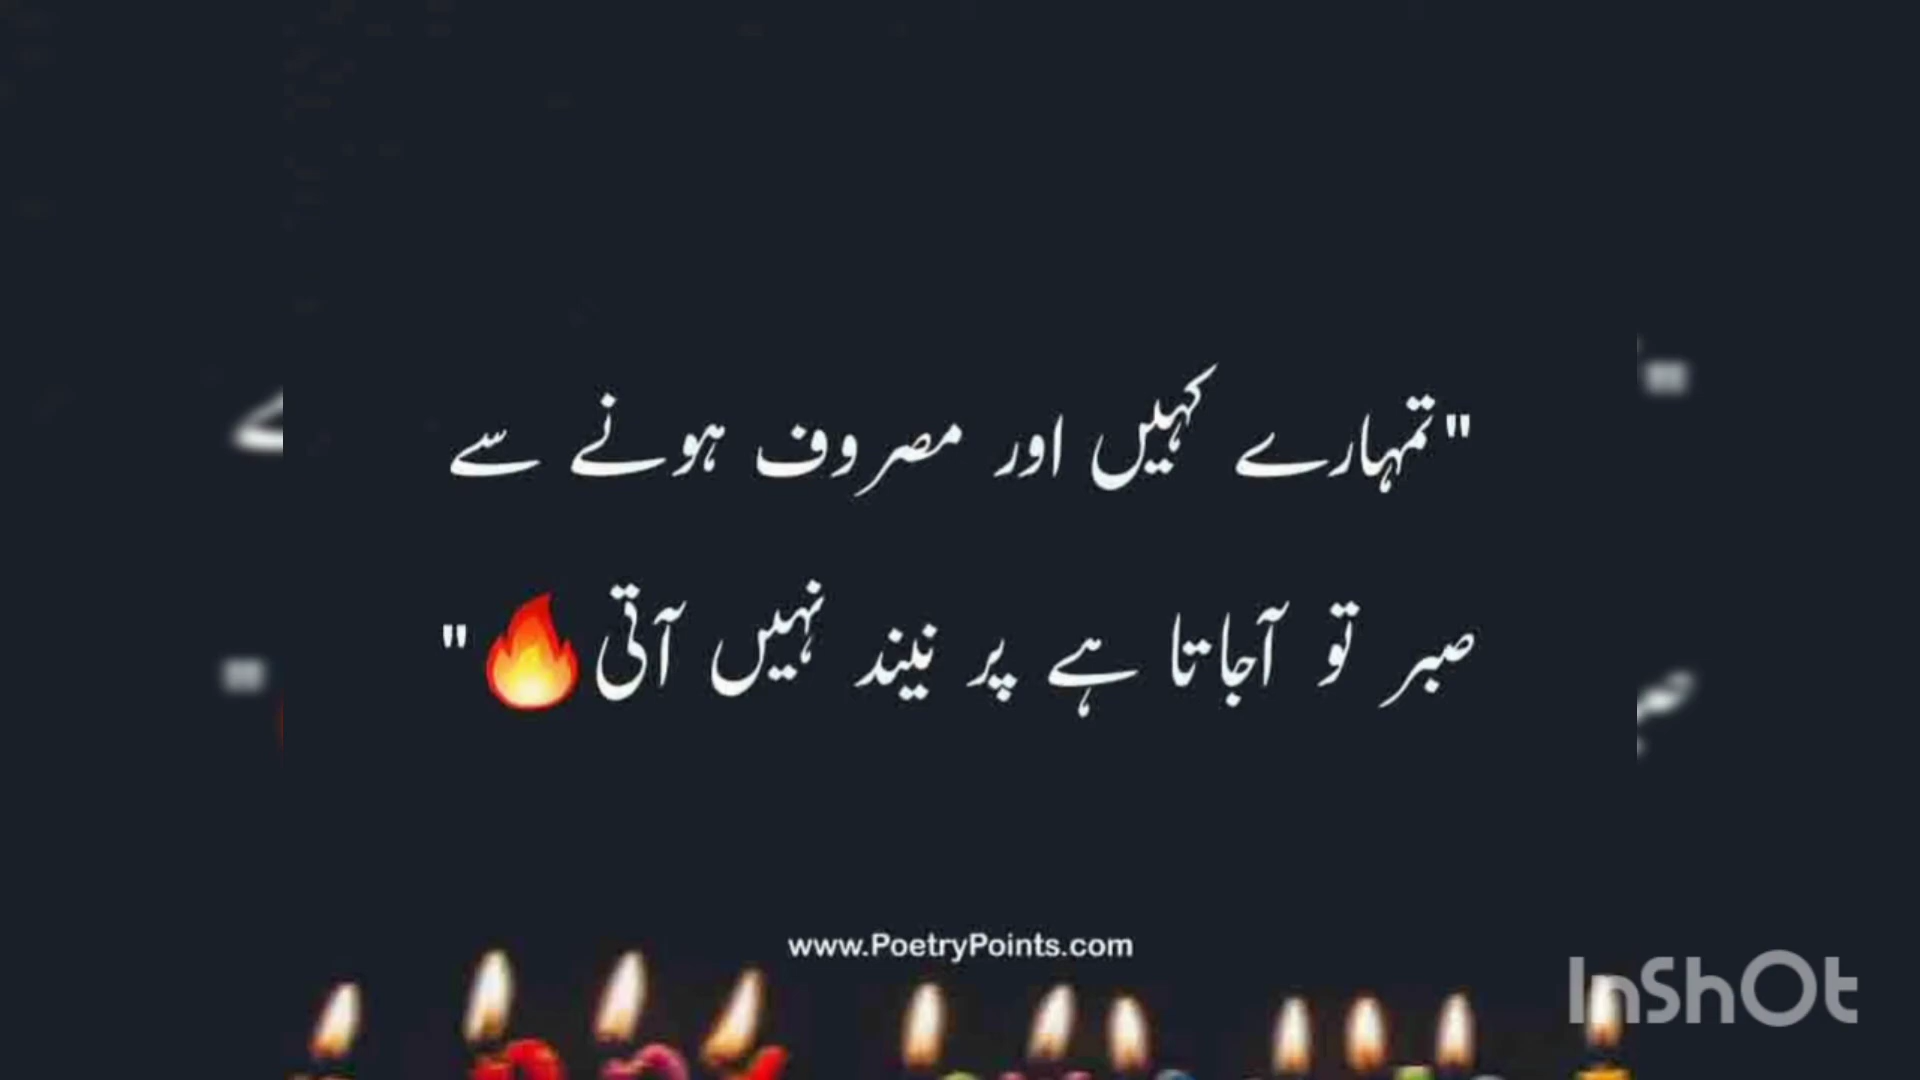 "تمہارے کہیں اور مصروف ہونے سے
صبر تو آجاتا ہے پر نیند نہیں آتی🔥"
www.PoetryPoints.com
InShOt